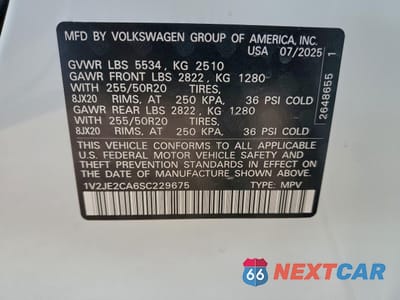 MFD BY VOLKSWAGEN GROUP OF AMERICA, INC.
USA 07/2025
GVWR LBS 5534, KG 2510
GAWR FRONT LBS 2822, KG 1280
WITH 255/50R20 TIRES,
8JX20 RIMS, AT 250 KPA. 36 PSI COLD
GAWR REAR LBS 2822, KG 1280
WITH 255/50R20 TIRES,
8JX20 RIMS, AT 250 KPA. 36 PSI COLD
THIS VEHICLE CONFORMS TO ALL APPLICABLE
U.S. FEDERAL MOTOR VEHICLE SAFETY AND
THEFT PREVENTION STANDARDS IN EFFECT ON THE
DATE OF MANUFACTURE SHOWN ABOVE.
1V2JE2CA6SC229675 TYPE: MPV
2648655 1
66 NEXTCAR